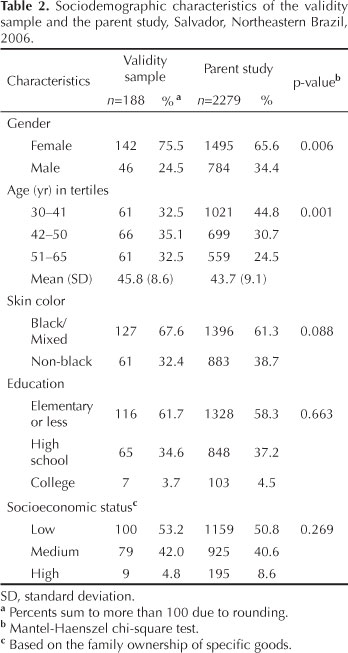 Table 2. Sociodemographic characteristics of the validity
sample and the parent study, Salvador, Northeastern Brazil,
2006.
Characteristics Validity sample Parent study p-valueb
n=188 % a n=2279 %
Gender
Female 142 75.5 1495 65.6 0.006
Male 46 24.5 784 34.4
Age (yr) in tertiles
30–41 61 32.5 1021 44.8 0.001
42–50 66 35.1 699 30.7
51–65 61 32.5 559 24.5
Mean (SD) 45.8 (8.6) 43.7 (9.1)
Skin color
Black/
Mixed 127 67.6 1396 61.3 0.088
Non-black 61 32.4 883 38.7
Education
Elementary
or less 116 61.7 1328 58.3 0.663
High
school 65 34.6 848 37.2
College 7 3.7 103 4.5
Socioeconomic statusc
Low 100 53.2 1159 50.8 0.269
Medium 79 42.0 925 40.6
High 9 4.8 195 8.6
SD, standard deviation.
a Percents sum to more than 100 due to rounding.
b Mantel-Haenszel chi-square test.
c Based on the family ownership of specific goods.